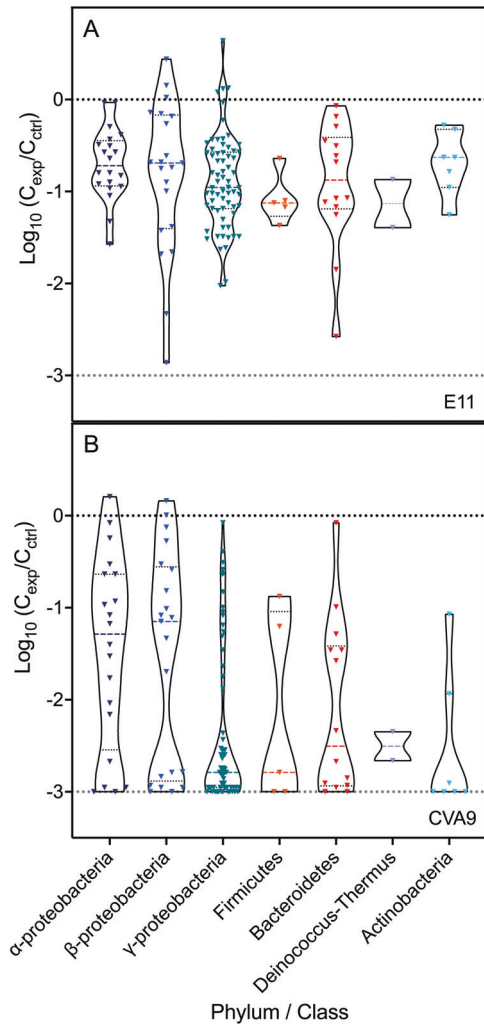 A
0
-1
-2
-3
Log10 (Cexp/Cctrl)
E11
B
0
-1
-2
-3
Log10 (Cexp/Cctrl)
CVA9
α-proteobacteria
β-proteobacteria
γ-proteobacteria
Firmicutes
Bacteroidetes
Deinococcus-Thermus
Actinobacteria
Phylum / Class